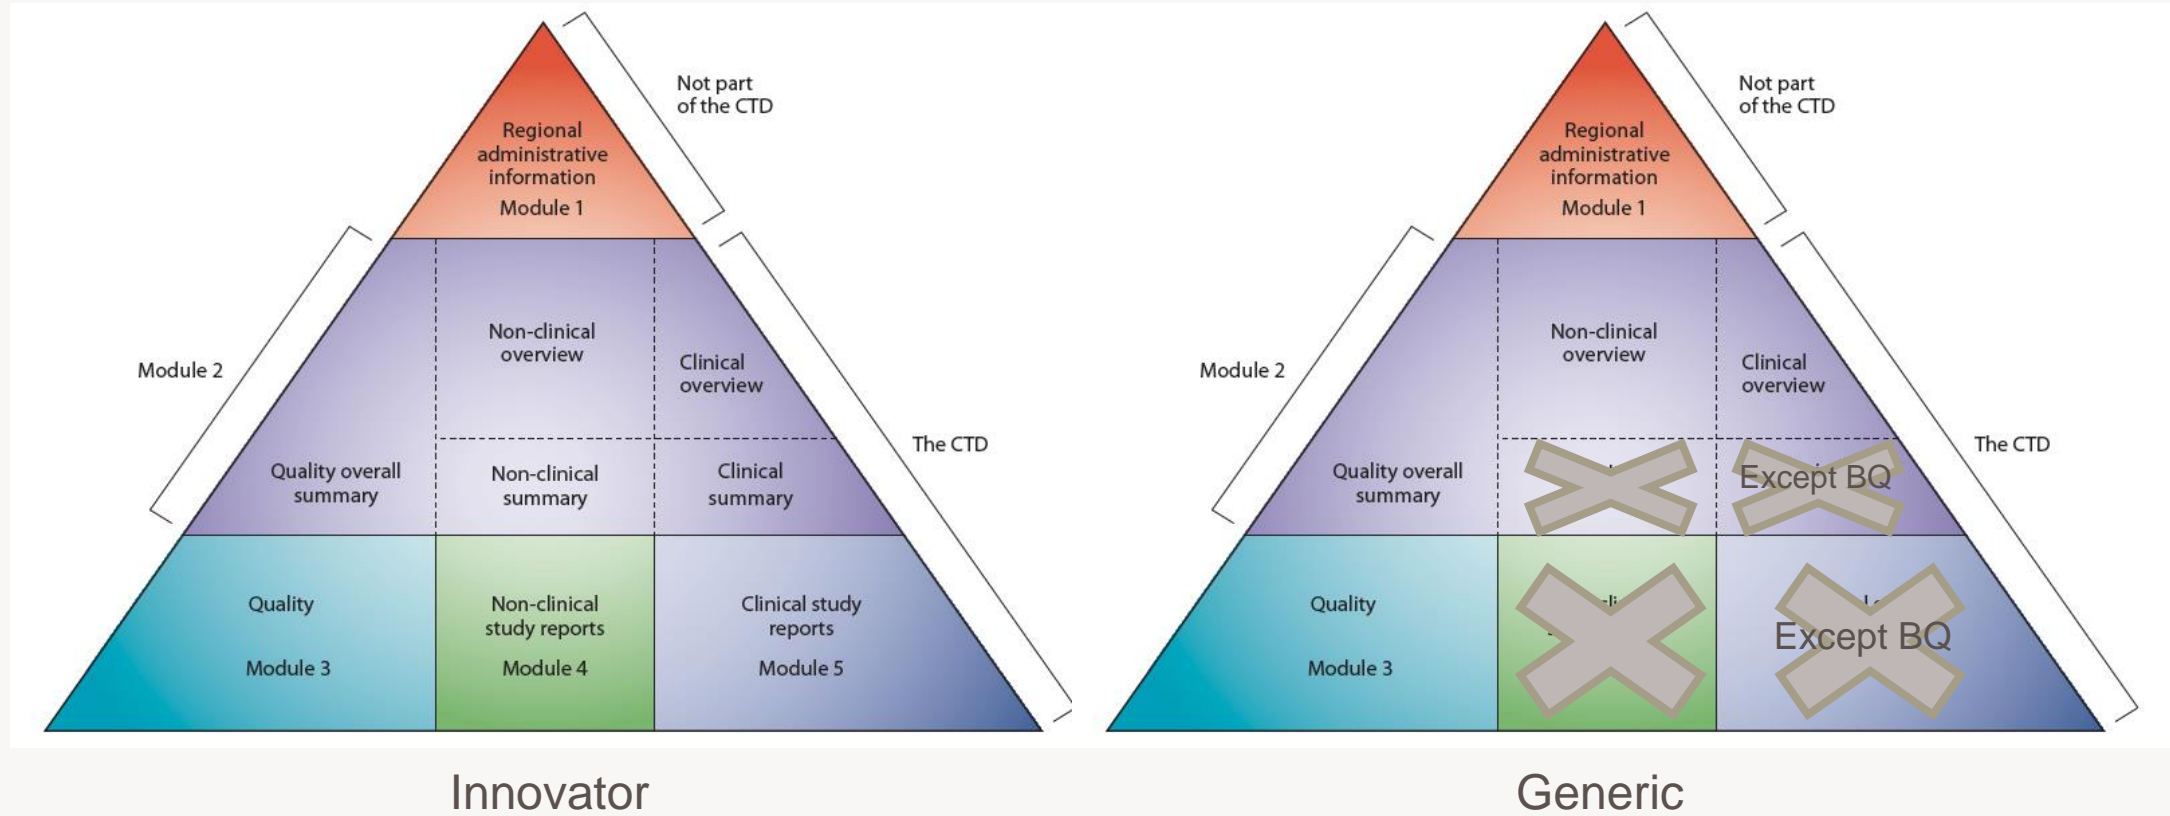 Not part
of the CTD
Regional
administrative
information
Module 1
Module 2
Non-clinical
overview
Clinical
overview
The CTD
Quality overall
summary
Non-clinical
summary
Clinical
summary
Quality
Module 3
Non-clinical
study reports
Module 4
Clinical study
reports
Module 5
Innovator
Not part
of the CTD
Regional
administrative
information
Module 1
Module 2
Non-clinical
overview
Clinical
overview
The CTD
Quality overall
summary
Except BQ
Quality
Module 3
Except BQ
Generic